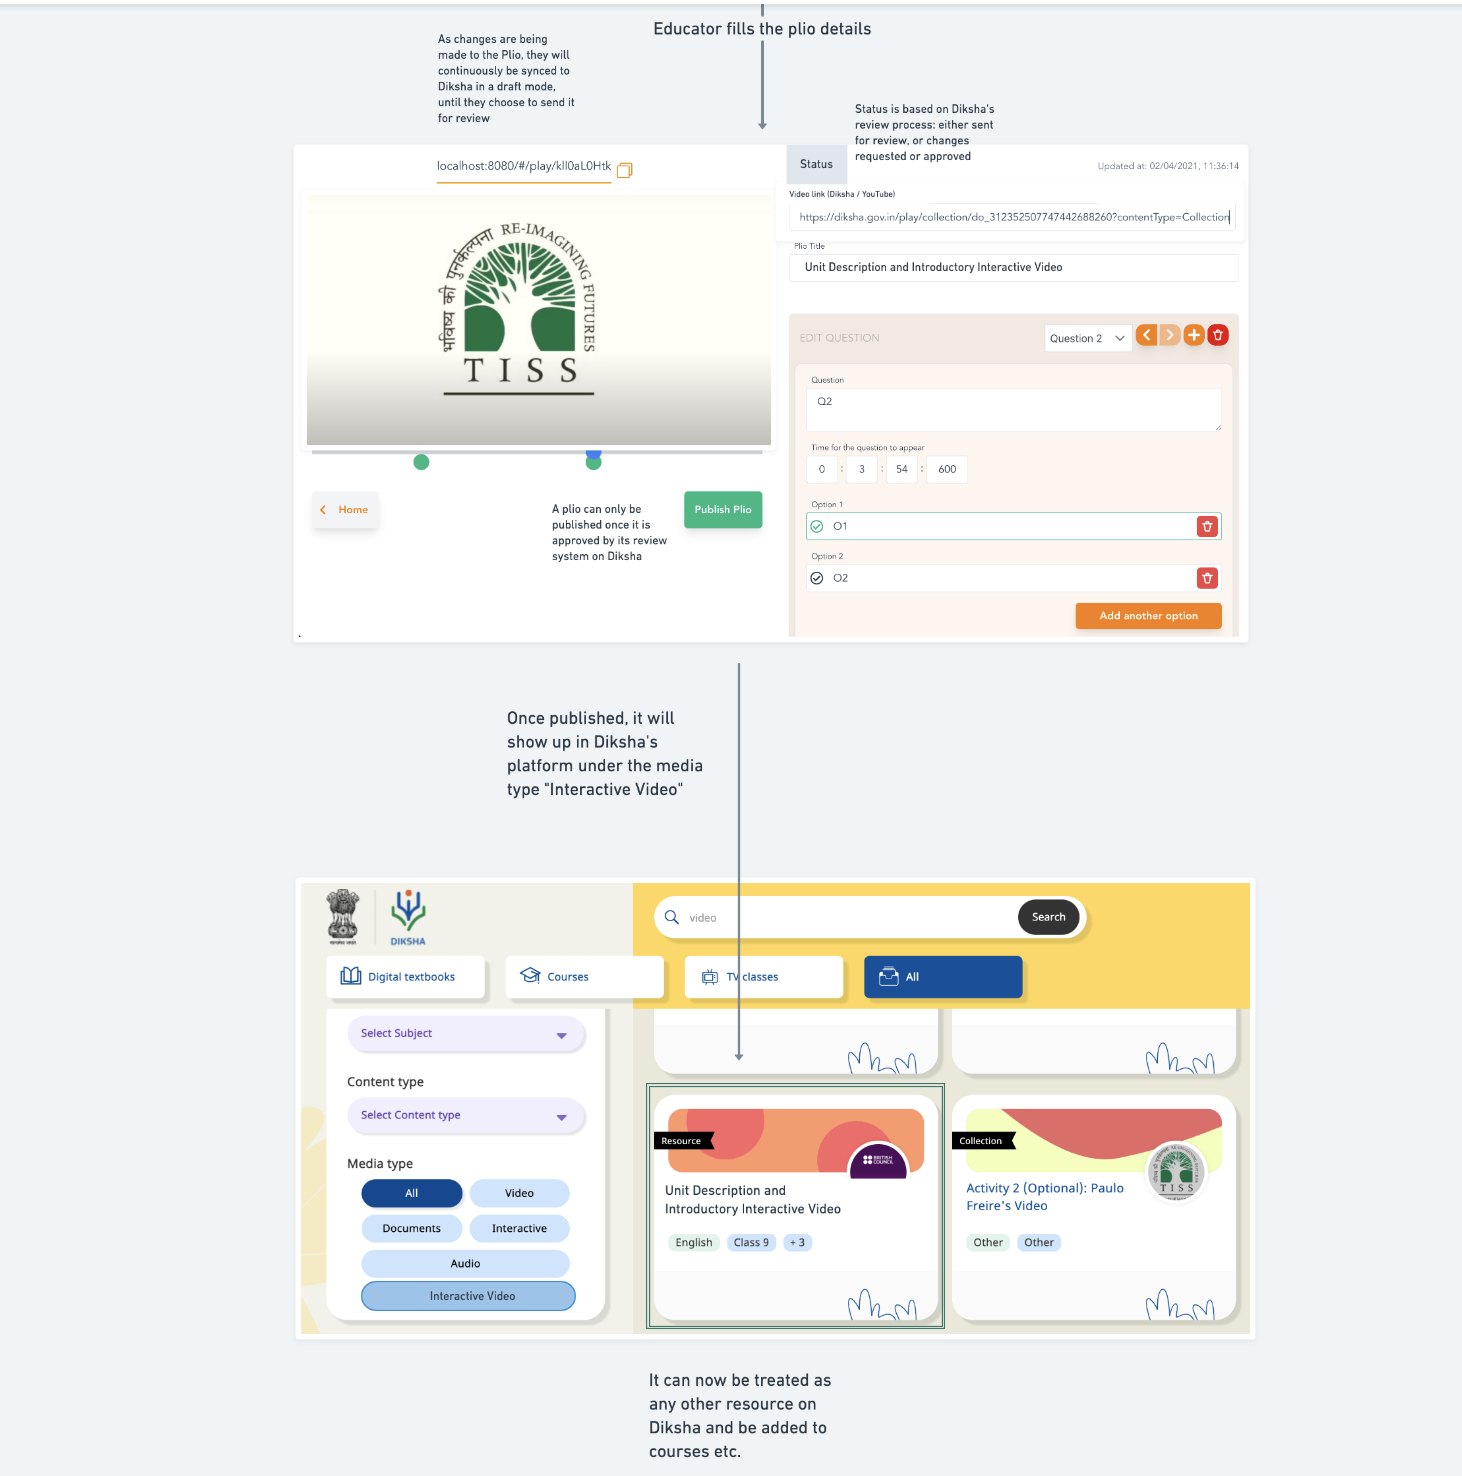 Educator fills the plio details
As changes are being
made to the Plio, they will
continuously be synced to
Diksha in a draft mode,
until they choose to send it
for review
Status is based on Diksha's
review process: either sent
for review, or changes
requested or approved
localhost:8080/#/play/kll0aL0Htk
Status
Updated at: 02/04/2021, 11:36:14
Video link (Diksha / YouTube)
https://diksha.gov.in/play/collection/do_31235250774744268​8260?contentType=Collection
Plio Title
Unit Description and Introductory Interactive Video
भविष्य की पुनर्कल्पना RE-IMAGINING FUTURES
TISS
EDIT QUESTION
Question 2
Question
Q2
Time for the question to appear
0 : 3 : 54 : 600
Option 1
O1
Option 2
O2
Add another option
Home
A plio can only be
published once it is
approved by its review
system on Diksha
Publish Plio
Once published, it will
show up in Diksha's
platform under the media
type "Interactive Video"
DIKSHA
video
Search
Digital textbooks
Courses
TV classes
All
Select Subject
Content type
Select Content type
Media type
All
Video
Documents
Interactive
Audio
Interactive Video
Resource
BRITISH
COUNCIL
Unit Description and
Introductory Interactive Video
English
Class 9
+ 3
Collection
TISS
Activity 2 (Optional): Paulo
Freire's Video
Other
Other
It can now be treated as
any other resource on
Diksha and be added to
courses etc.